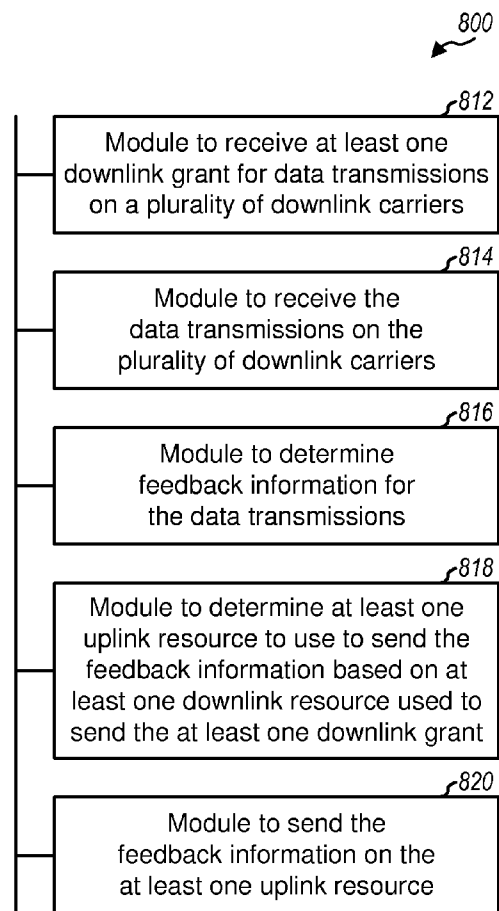 800
812
Module to receive at least one
downlink grant for data transmissions
on a plurality of downlink carriers
814
Module to receive the
data transmissions on the
plurality of downlink carriers
816
Module to determine
feedback information for
the data transmissions
818
Module to determine at least one
uplink resource to use to send the
feedback information based on at
least one downlink resource used to
send the at least one downlink grant
820
Module to send the
feedback information on the
at least one uplink resource